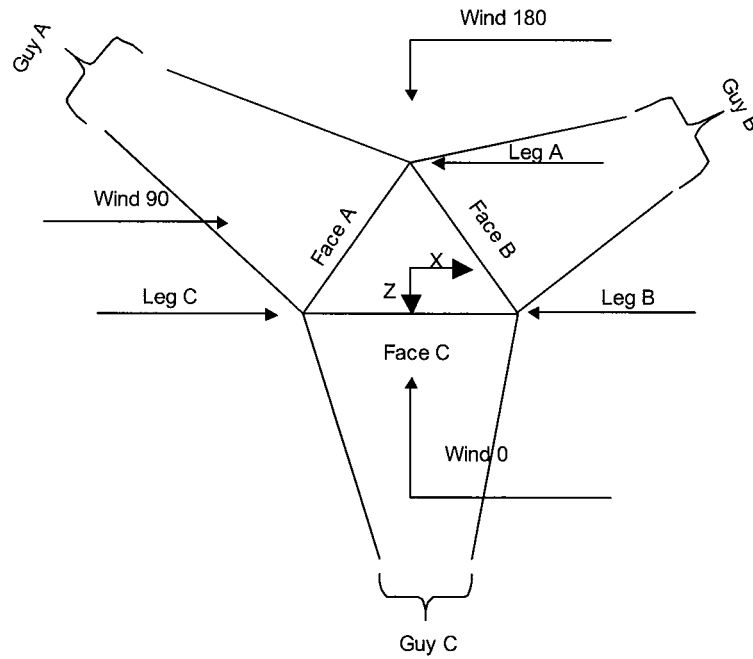 Wind 180
Guy A
Guy B
Leg A
Wind 90
Face A
Face B
X
Z
Leg C
Leg B
Face C
Wind 0
Guy C